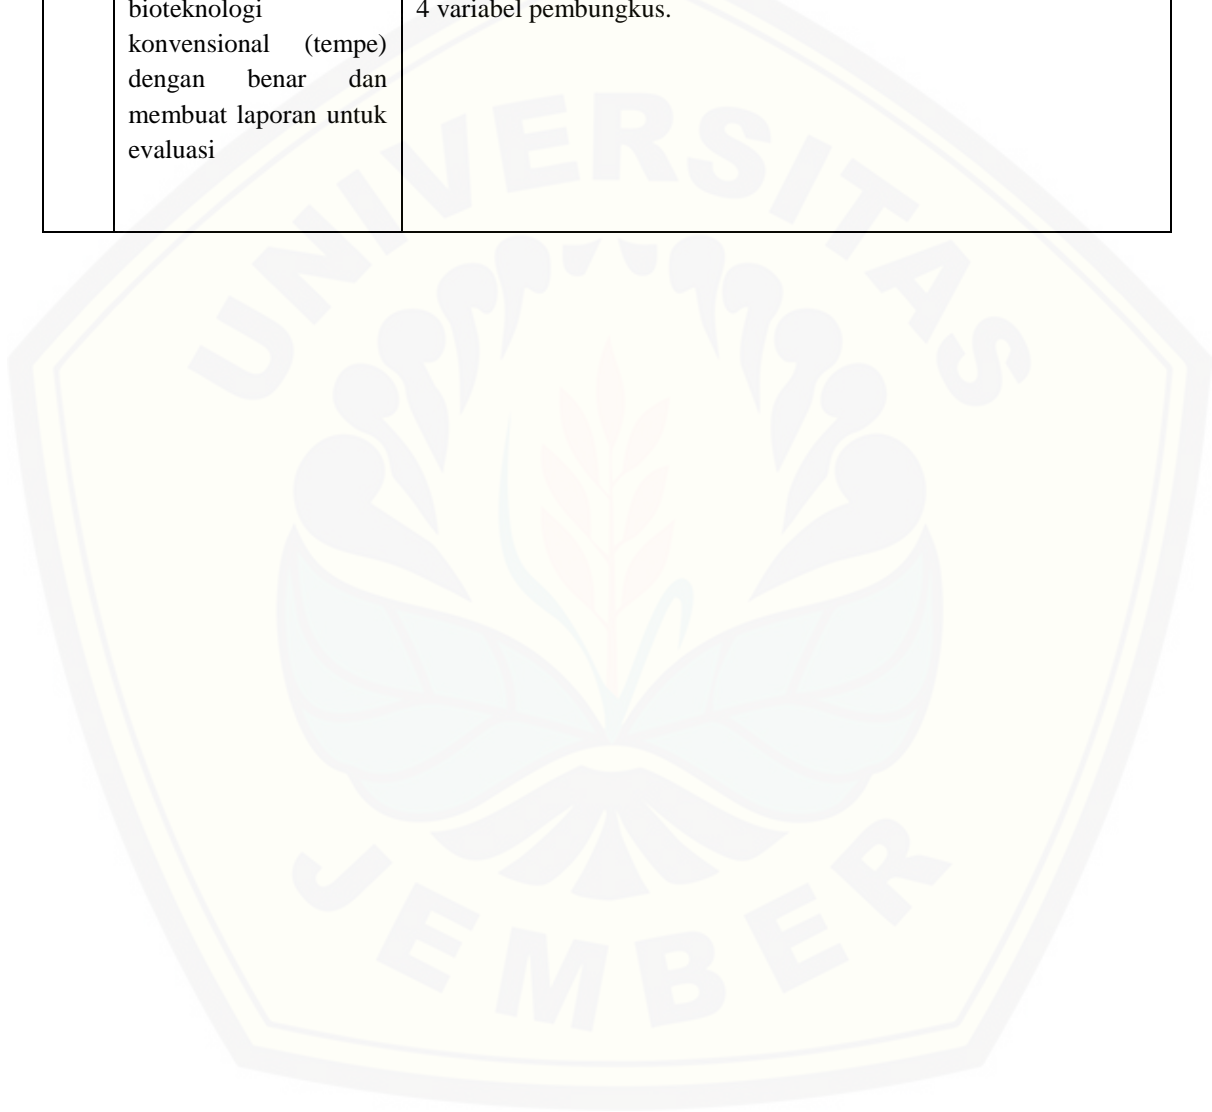 bioteknologi
konvensional (tempe)
dengan benar dan
membuat laporan untuk
evaluasi
4 variabel pembungkus.
UNIVERSITAS
JEMBER